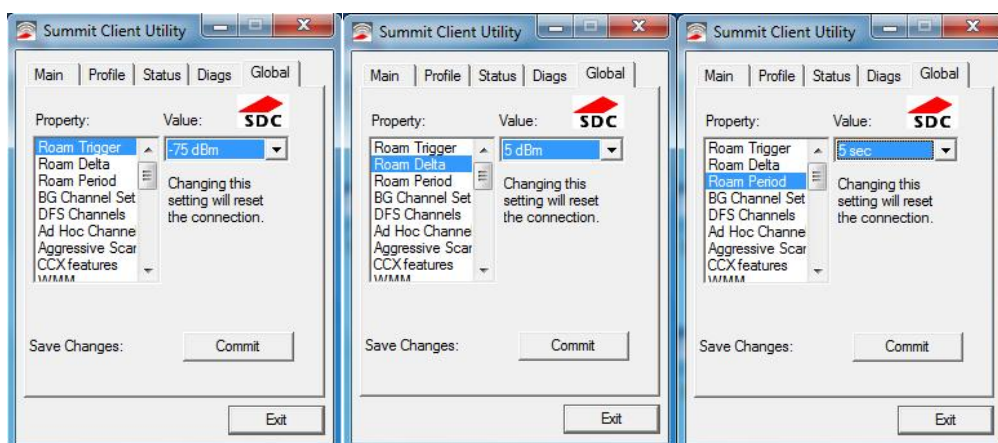 Summit Client Utility
Main Profile Status Diags Global
Property: Value: SDC
Roam Trigger -75 dBm
Roam Delta
Roam Period
BG Channel Set
DFS Channels
Ad Hoc Channe
Aggressive Scar
CCXfeatures
WMM
Changing this
setting will reset
the connection.
Save Changes: Commit
Exit
Summit Client Utility
Main Profile Status Diags Global
Property: Value: SDC
Roam Trigger 5 dBm
Roam Delta
Roam Period
BG Channel Set
DFS Channels
Ad Hoc Channe
Aggressive Scar
CCXfeatures
WMM
Changing this
setting will reset
the connection.
Save Changes: Commit
Exit
Summit Client Utility
Main Profile Status Diags Global
Property: Value: SDC
Roam Trigger 5 sec
Roam Delta
Roam Period
BG Channel Set
DFS Channels
Ad Hoc Channe
Aggressive Scar
CCXfeatures
WMM
Changing this
setting will reset
the connection.
Save Changes: Commit
Exit